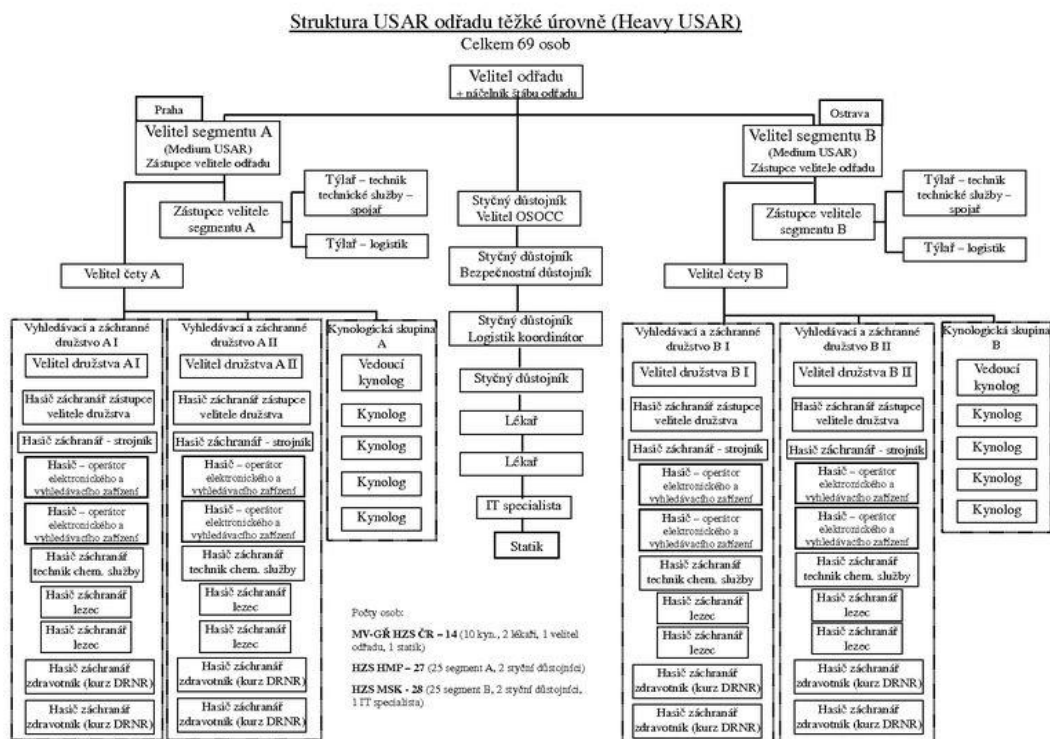 Struktura USAR odřadu těžké úrovně (Heavy USAR)
Celkem 69 osob
Velitel odřadu
+ náčelník štábu odřadu
Praha
Velitel segmentu A
(Medium USAR)
Zástupce velitele odřadu
Týlař – technik
technické služby –
spojař
Zástupce velitele
segmentu A
Týlař – logistik
Velitel čety A
Ostrava
Velitel segmentu B
(Medium USAR)
Zástupce velitele odřadu
Týlař – technik
technické služby –
spojař
Zástupce velitele
segmentu B
Týlař – logistik
Velitel čety B
Styčný důstojník
Velitel OSOCC
Styčný důstojník
Bezpečnostní důstojník
Styčný důstojník
Logistik koordinátor
Styčný důstojník
Lékař
Lékař
IT specialista
Statik
Vyhledávací a záchranné
družstvo A I
Velitel družstva A I
Hasič záchranář zástupce
velitele družstva
Hasič záchranář - strojník
Hasič – operátor
elektronického a
vyhledávacího zařízení
Hasič – operátor
elektronického a
vyhledávacího zařízení
Hasič záchranář
technik chem. služby
Hasič záchranář
lezec
Hasič záchranář
lezec
Hasič záchranář
zdravotník (kurz DRNR)
Hasič záchranář
zdravotník (kurz DRNR)
Vyhledávací a záchranné
družstvo A II
Velitel družstva A II
Hasič záchranář zástupce
velitele družstva
Hasič záchranář - strojník
Hasič – operátor
elektronického a
vyhledávacího zařízení
Hasič – operátor
elektronického a
vyhledávacího zařízení
Hasič záchranář
technik chem. služby
Hasič záchranář
lezec
Hasič záchranář
lezec
Hasič záchranář
zdravotník (kurz DRNR)
Hasič záchranář
zdravotník (kurz DRNR)
Kynologická skupina
A
Vedoucí
kynolog
Kynolog
Kynolog
Kynolog
Kynolog
Počty osob:
MV-GŘ HZS ČR – 14 (10 kyn., 2 lékaři, 1 velitel
odřadu, 1 statik)
HZS HMP – 27 (25 segment A, 2 styční důstojníci)
HZS MSK - 28 (25 segment B, 2 styční důstojníci,
1 IT specialista)
Vyhledávací a záchranné
družstvo B I
Velitel družstva B I
Hasič záchranář zástupce
velitele družstva
Hasič záchranář - strojník
Hasič – operátor
elektronického a
vyhledávacího zařízení
Hasič – operátor
elektronického a
vyhledávacího zařízení
Hasič záchranář
technik chem. služby
Hasič záchranář
lezec
Hasič záchranář
lezec
Hasič záchranář
zdravotník (kurz DRNR)
Hasič záchranář
zdravotník (kurz DRNR)
Vyhledávací a záchranné
družstvo B II
Velitel družstva B II
Hasič záchranář zástupce
velitele družstva
Hasič záchranář - strojník
Hasič – operátor
elektronického a
vyhledávacího zařízení
Hasič – operátor
elektronického a
vyhledávacího zařízení
Hasič záchranář
technik chem. služby
Hasič záchranář
lezec
Hasič záchranář
lezec
Hasič záchranář
zdravotník (kurz DRNR)
Hasič záchranář
zdravotník (kurz DRNR)
Kynologická skupina
B
Vedoucí
kynolog
Kynolog
Kynolog
Kynolog
Kynolog